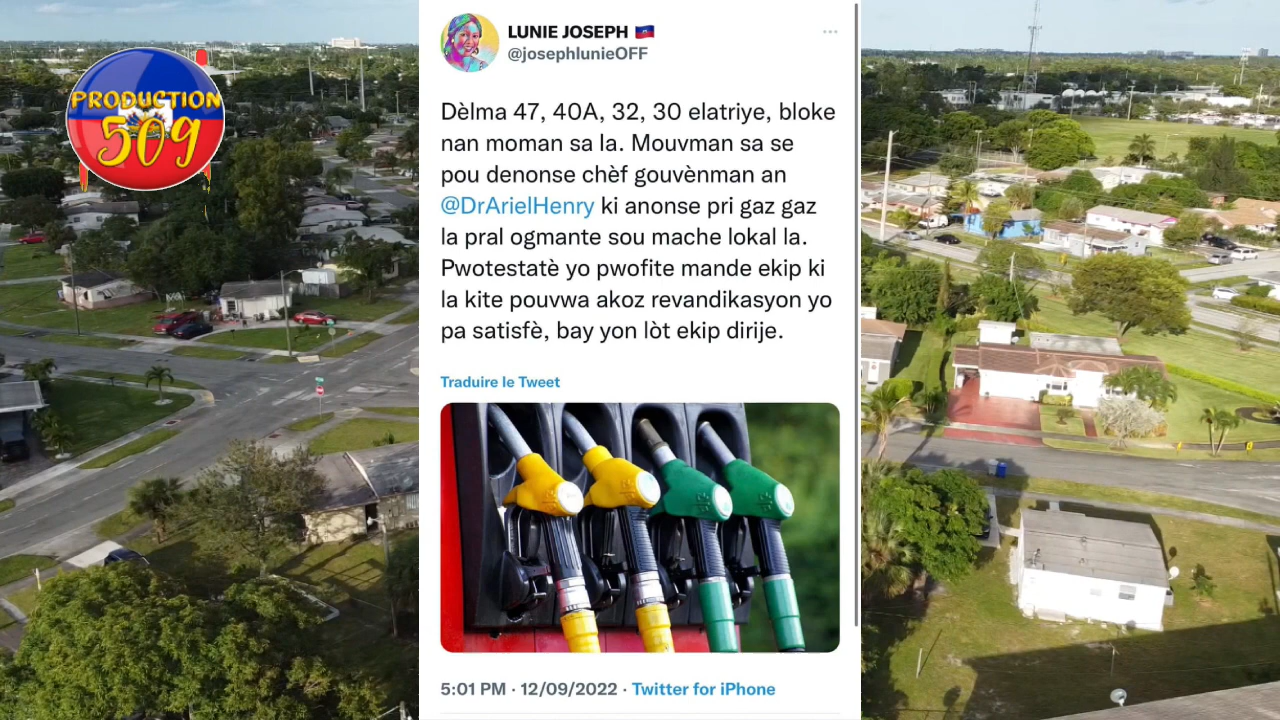 PRODUCTION
509
LUNIE JOSEPH 🇭🇹
@josephlunieOFF
Dèlma 47, 40A, 32, 30 elatriye, bloke
nan moman sa la. Mouvman sa se
pou denonse chèf gouvènman an
@DrArielHenry ki anonse pri gaz gaz
la pral ogmante sou mache lokal la.
Pwotestatè yo pwofite mande ekip ki
la kite pouvwa akoz revandikasyon yo
pa satisfè, bay yon lòt ekip dirije.
Traduire le Tweet
5:01 PM · 12/09/2022 · Twitter for iPhone